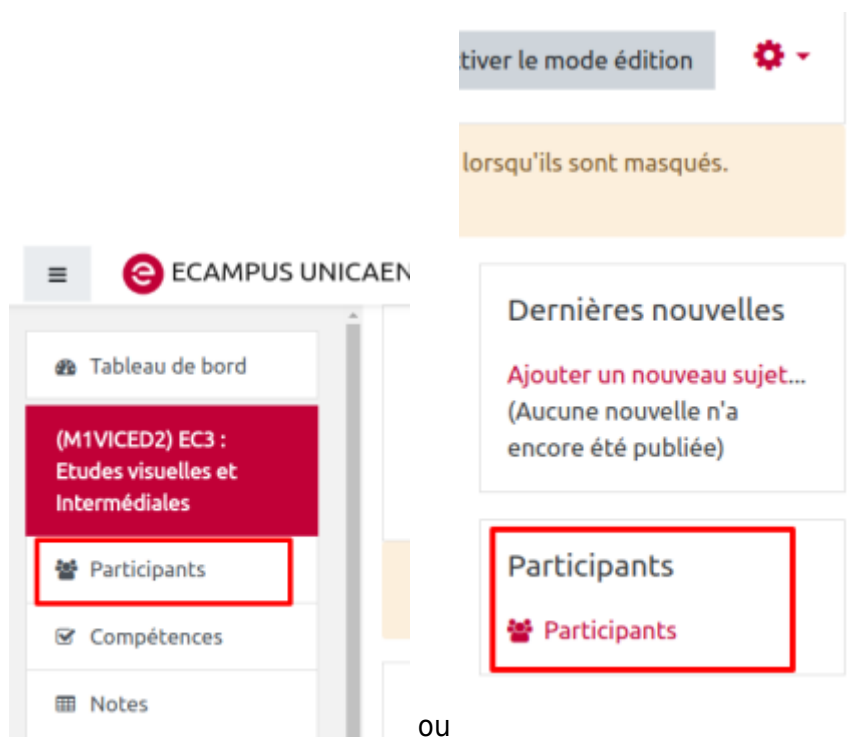 ECAMPUS UNICAEN
Tableau de bord
(M1VICED2) EC3 :
Etudes visuelles et
Intermédiales
Participants
Compétences
Notes
ou
tiver le mode édition
lorsqu'ils sont masqués.
Dernières nouvelles
Ajouter un nouveau sujet...
(Aucune nouvelle n'a
encore été publiée)
Participants
Participants